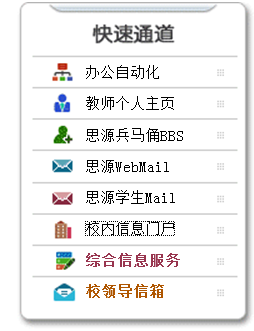 快速通道
办公自动化
教师个人主页
思源兵马俑BBS
思源WebMail
思源学生Mail
校内信息门户
综合信息服务
校领导信箱